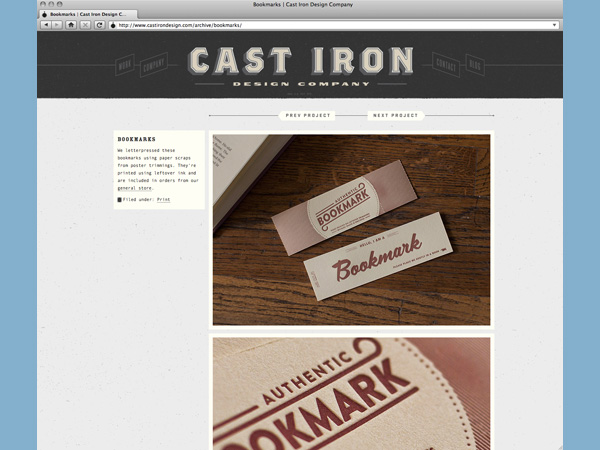 Bookmarks | Cast Iron Design Company
Bookmarks | Cast Iron Design C...
http://www.castirondesign.com/archive/bookmarks/
WORK
COMPANY
CAST IRON
DESIGN COMPANY
CONTACT
BLOG
PREV PROJECT
NEXT PROJECT
BOOKMARKS
We letterpressed these
bookmarks using paper scraps
from poster trimmings. They're
printed using leftover ink and
are included in orders from our
general store.
Filed under: Print
AUTHENTIC
BOOKMARK
HELLO, I AM A
Bookmark
AUTHENTIC
BOOKMARK